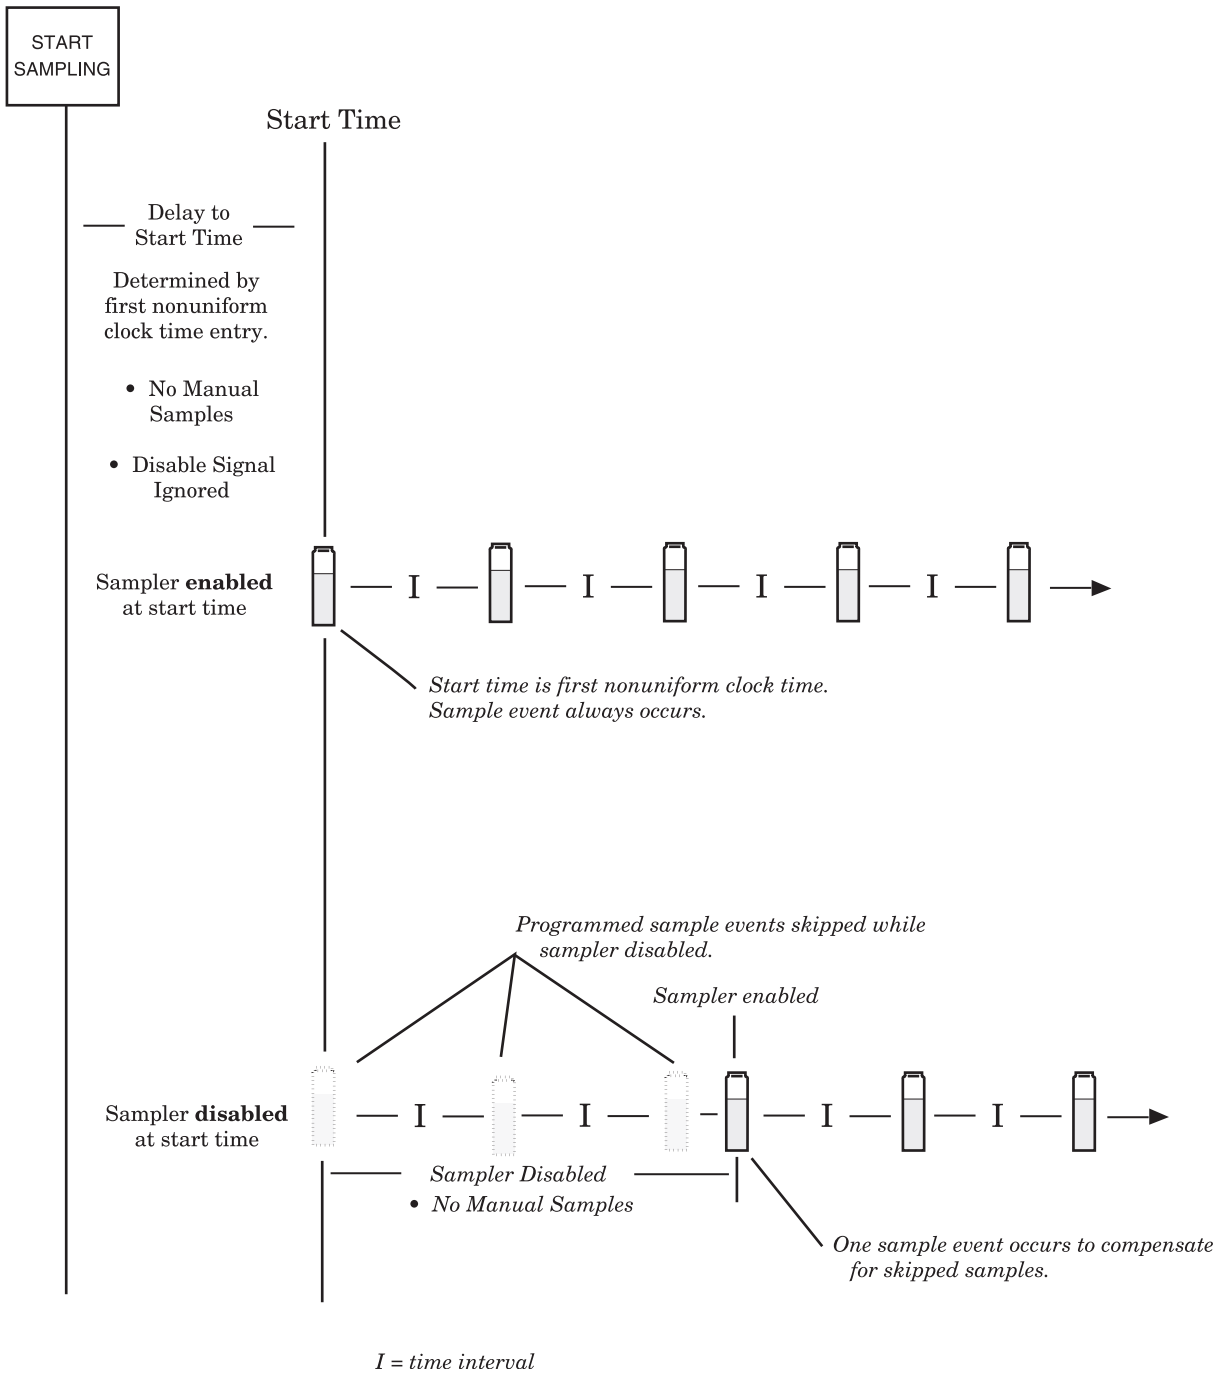 START
SAMPLING
Start Time
Delay to
Start Time
Determined by
first nonuniform
clock time entry.
• No Manual
Samples
• Disable Signal
Ignored
Sampler enabled
at start time
I I I I
Start time is first nonuniform clock time.
Sample event always occurs.
Programmed sample events skipped while
sampler disabled.
Sampler enabled
Sampler disabled
at start time
I I I I
Sampler Disabled
• No Manual Samples
One sample event occurs to compensate
for skipped samples.
I = time interval